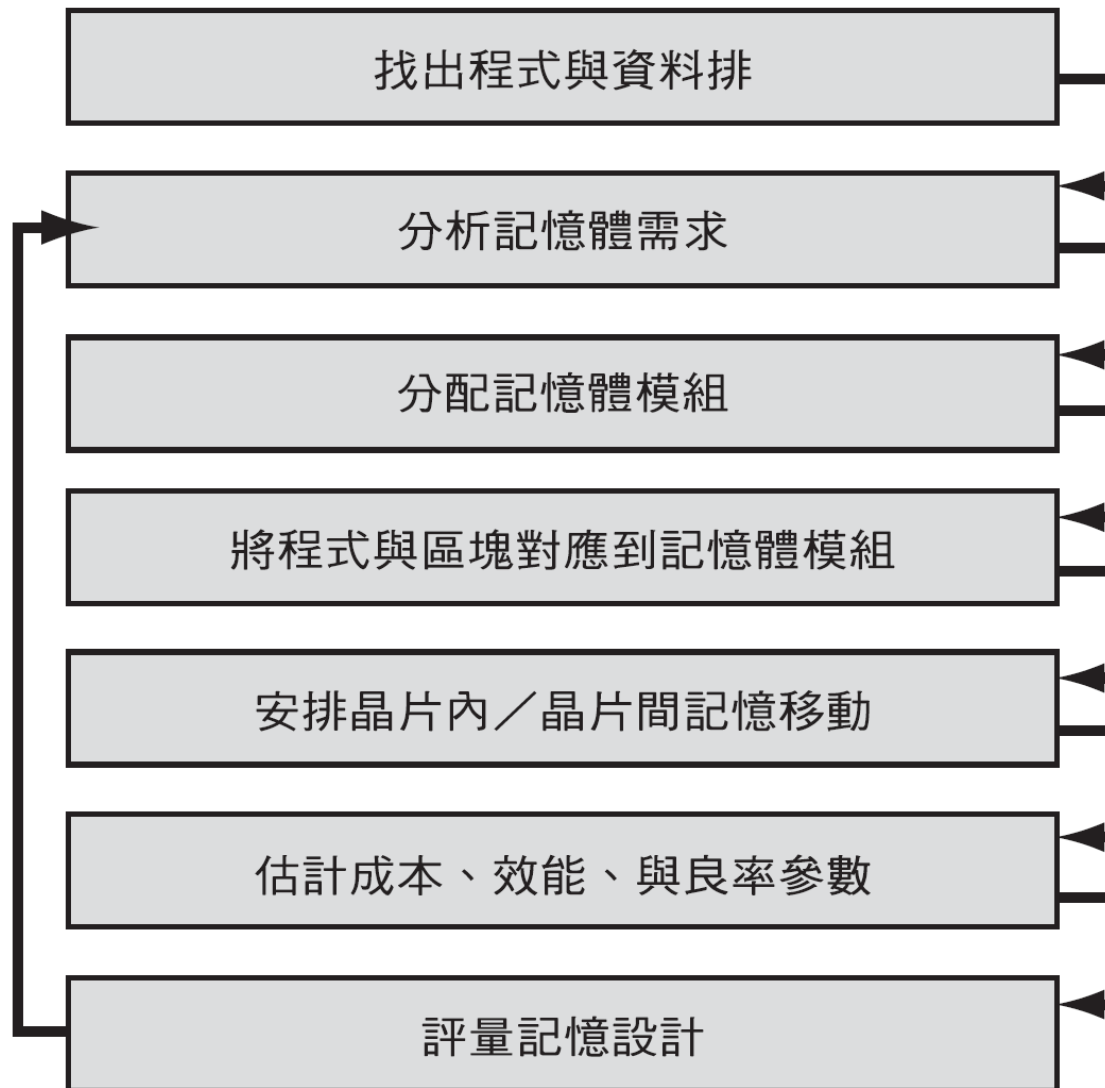 找出程式與資料排
分析記憶體需求
分配記憶體模組
將程式與區塊對應到記憶體模組
安排晶片內／晶片間記憶移動
估計成本、效能、與良率參數
評量記憶設計